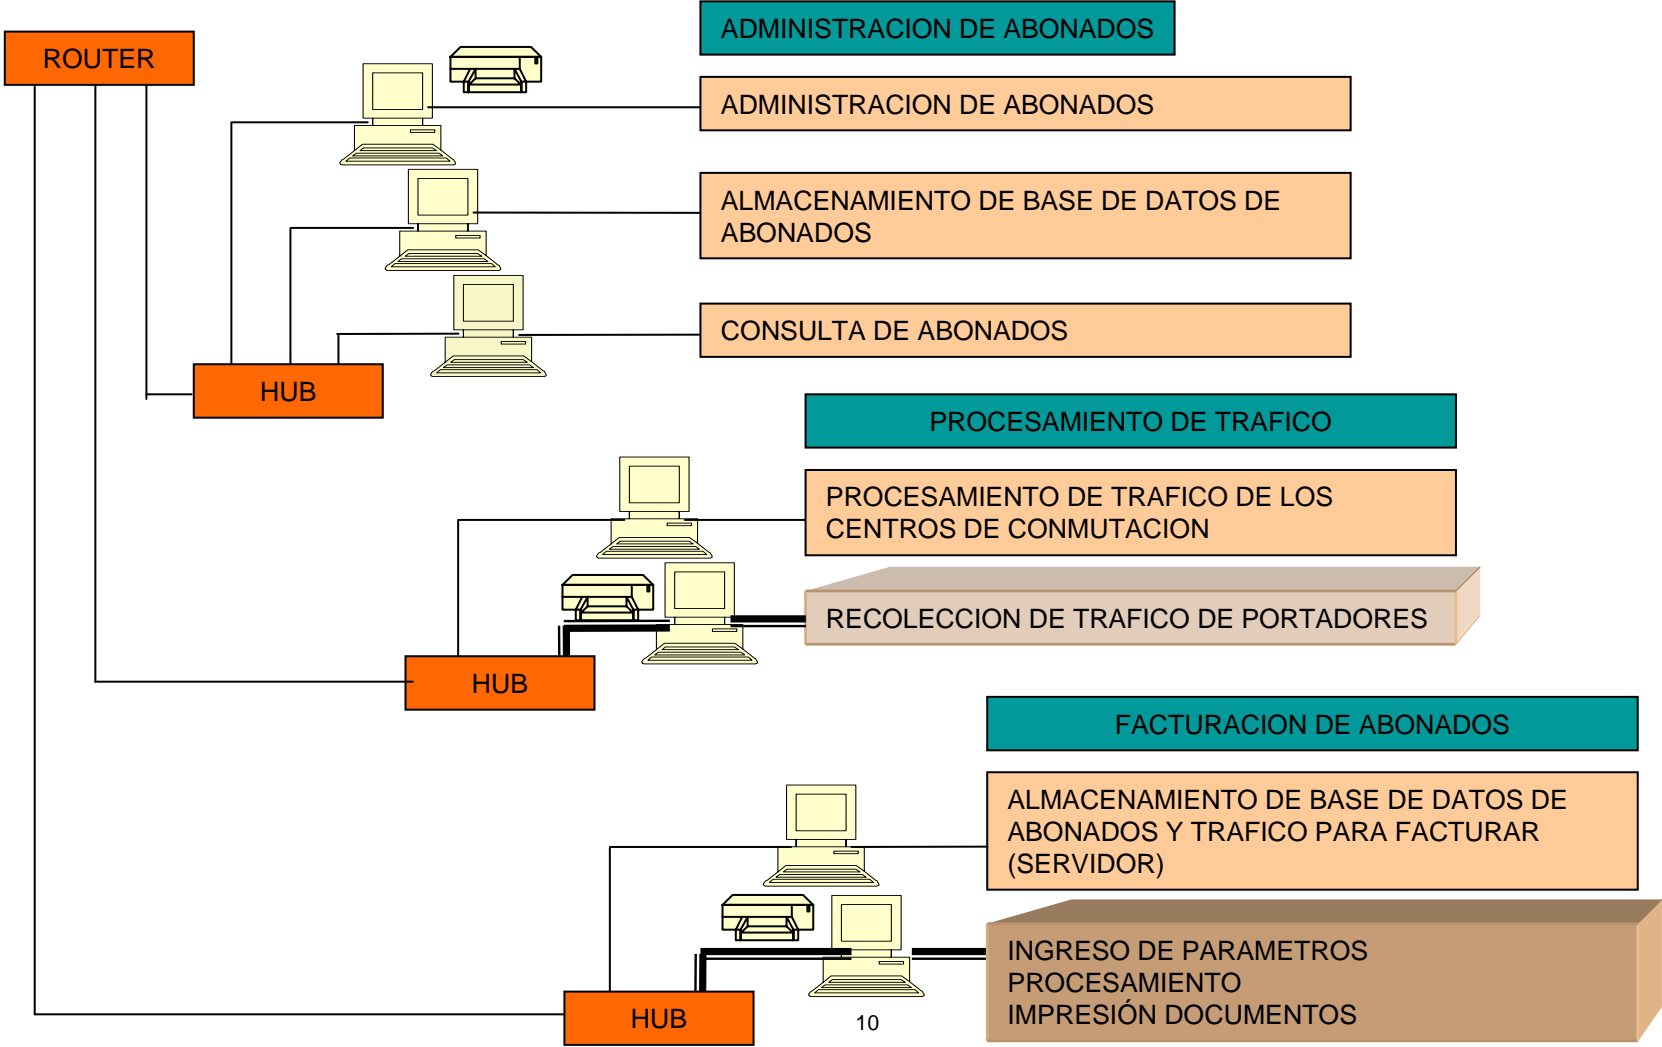 ADMINISTRACION DE ABONADOS
ROUTER
ADMINISTRACION DE ABONADOS
ALMACENAMIENTO DE BASE DE DATOS DE
ABONADOS
CONSULTA DE ABONADOS
HUB
PROCESAMIENTO DE TRAFICO
PROCESAMIENTO DE TRAFICO DE LOS
CENTROS DE CONMUTACION
RECOLECCION DE TRAFICO DE PORTADORES
HUB
FACTURACION DE ABONADOS
ALMACENAMIENTO DE BASE DE DATOS DE
ABONADOS Y TRAFICO PARA FACTURAR
(SERVIDOR)
INGRESO DE PARAMETROS
PROCESAMIENTO
IMPRESIÓN DOCUMENTOS
HUB
10